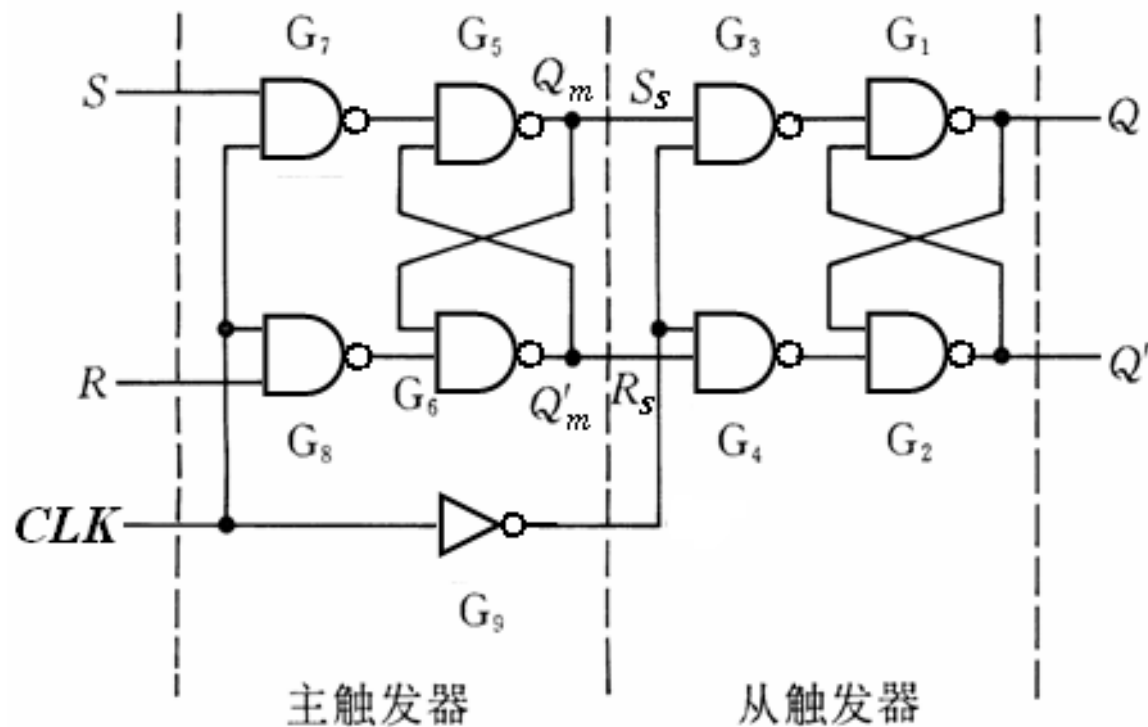 G₇ G₅ G₃ G₁
S Qₘ Sₛ Q
R G₆ Q′ₘ Rₛ Q′
G₈ G₄ G₂
CLK
G₉
主触发器 从触发器